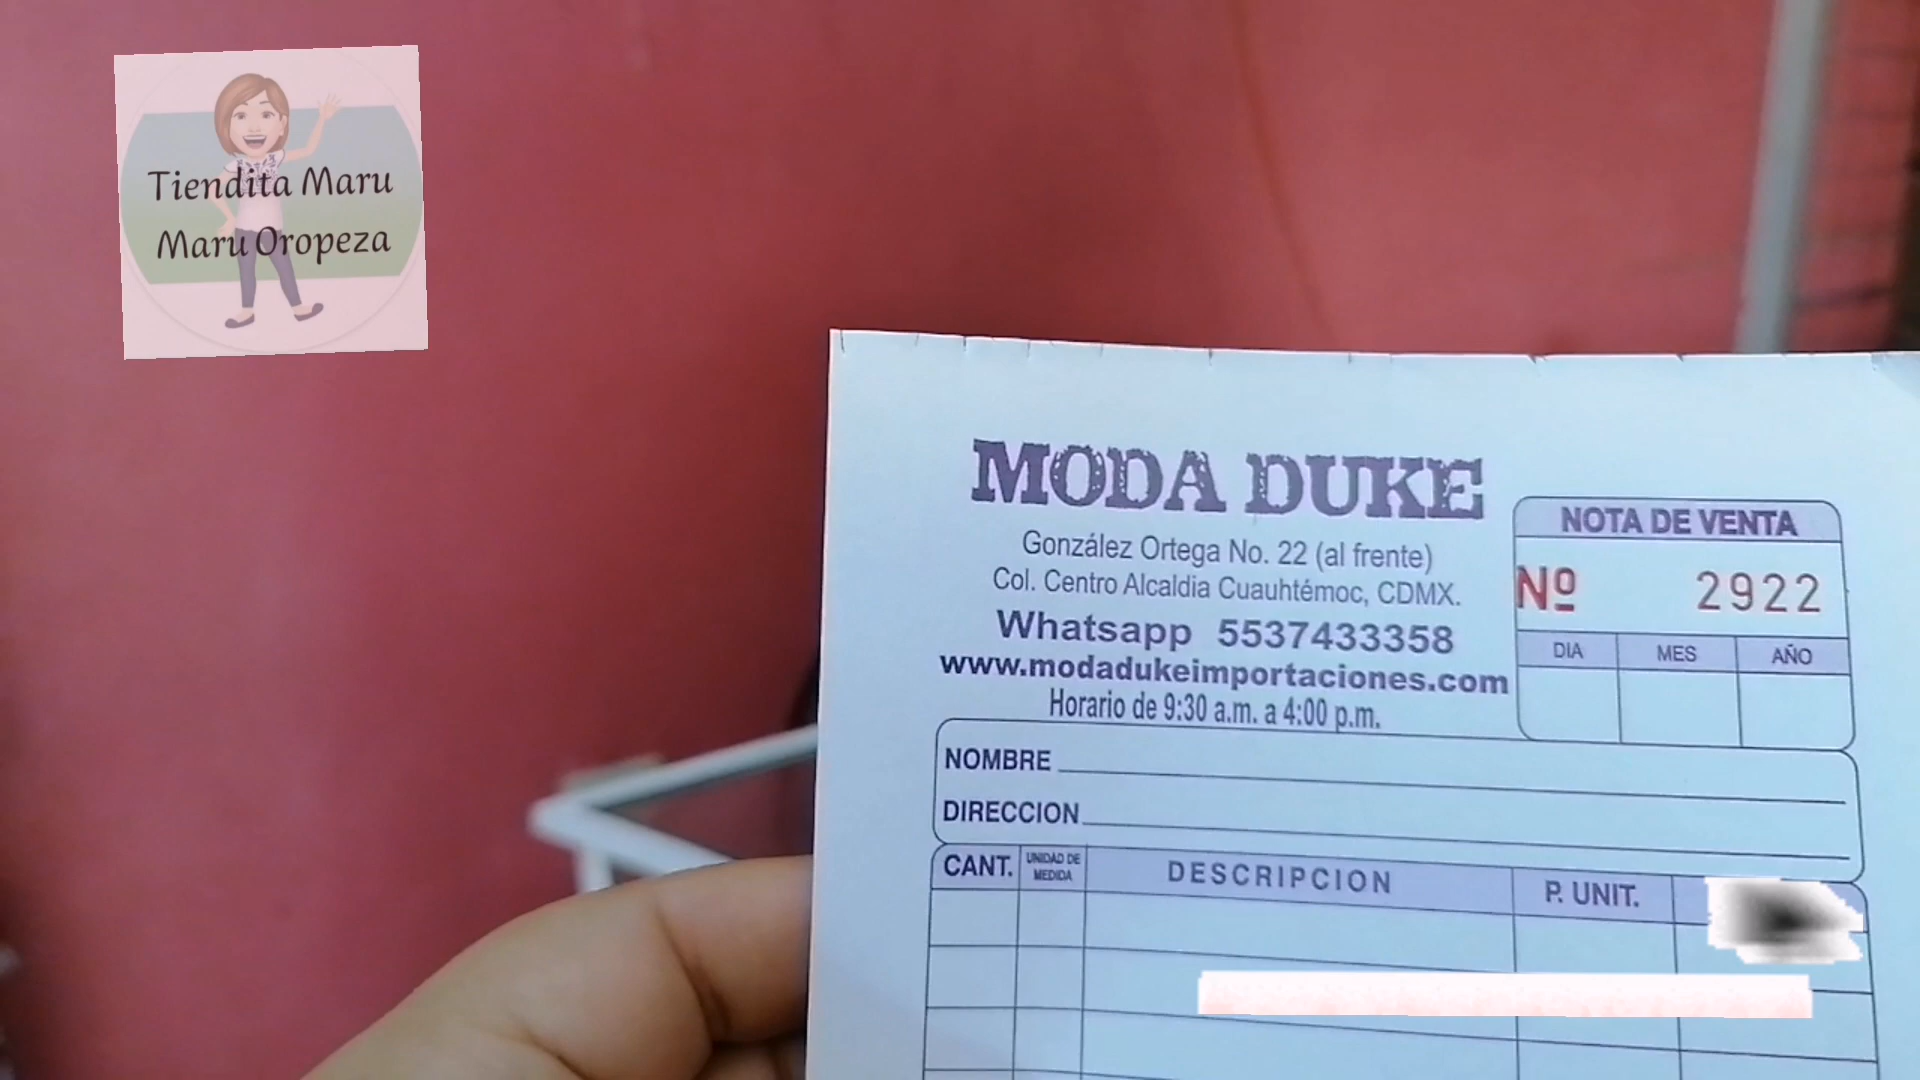 Tiendita Maru
Maru Oropeza
MODA DUKE
González Ortega No. 22 (al frente)
Col. Centro Alcaldia Cuauhtémoc, CDMX.
Whatsapp 5537433358
www.modadukeimportaciones.com
Horario de 9:30 a.m. a 4:00 p.m.
NOTA DE VENTA
Nº 2922
DIA MES AÑO
NOMBRE
DIRECCION
CANT. UNIDAD DE MEDIDA DESCRIPCION P. UNIT.